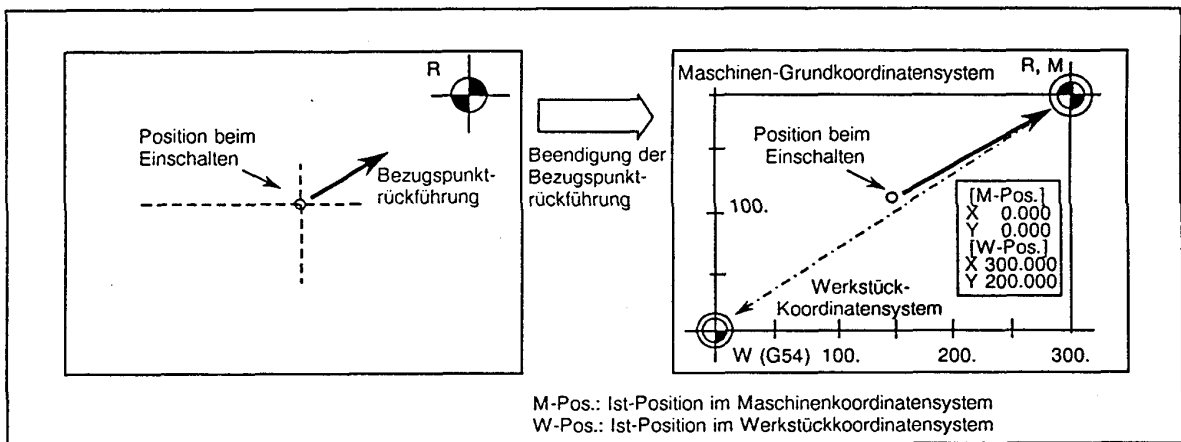 R
Position beim
Einschalten
Bezugspunkt-
rückführung
Beendigung der
Bezugspunkt-
rückführung
Maschinen-Grundkoordinatensystem
R, M
Position beim
Einschalten
100.
[M-Pos.]
X 0.000
Y 0.000
[W-Pos.]
X 300.000
Y 200.000
Werkstück-
Koordinatensystem
W (G54) 100. 200. 300.
M-Pos.: Ist-Position im Maschinenkoordinatensystem
W-Pos.: Ist-Position im Werkstückkoordinatensystem